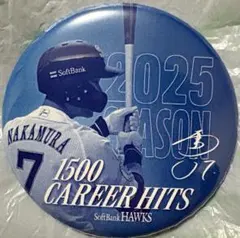 SoftBank
2025
SEASON
NAKAMURA
7
1500
CAREER HITS
SoftBank HAWKS